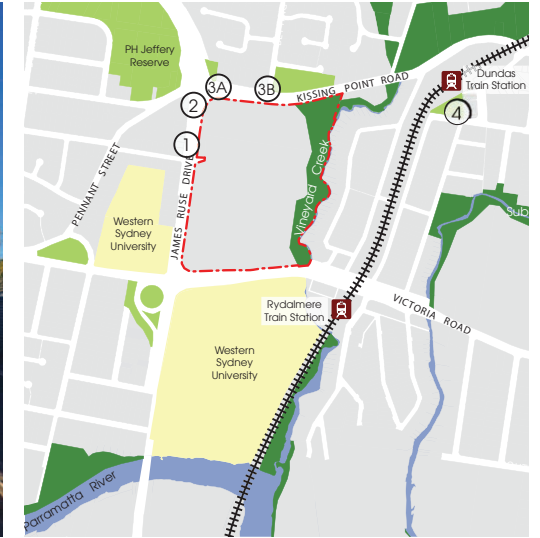 PH Jeffery
Reserve
3A
3B
2
KISSING POINT ROAD
Dundas
Train Station
4
1
PENNANT STREET
JAMES RUSE DRIVE
Vineyard Creek
Western
Sydney
University
Sub
Rydalmere
Train Station
VICTORIA ROAD
Western
Sydney
University
Parramatta River